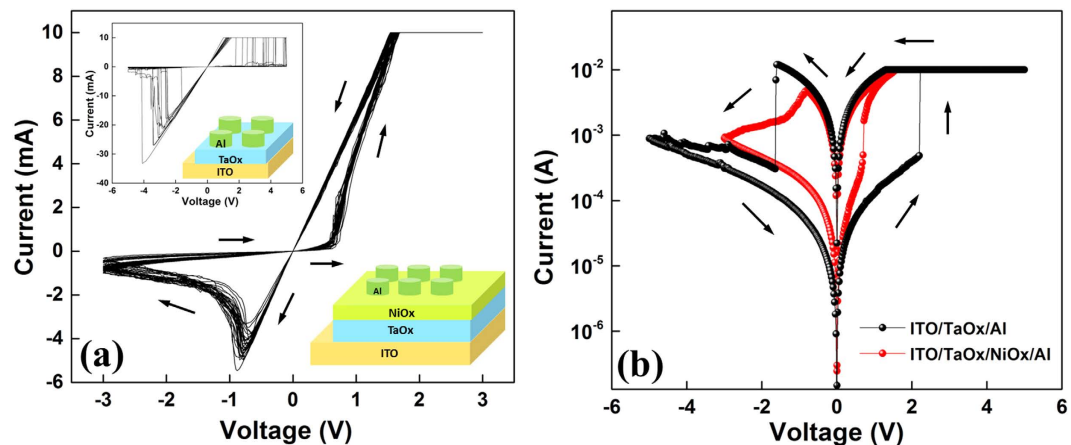 10
8
6
4
2
0
-2
-4
-6
-3 -2 -1 0 1 2 3
Current (mA)
Voltage (V)
(a)
10
0
-10
-20
-30
-40
-6 -4 -2 0 2 4 6
Current (mA)
Voltage (V)
Al
TaOx
ITO
Al
NiOx
TaOx
ITO
10-2
10-3
10-4
10-5
10-6
-6 -4 -2 0 2 4 6
Current (A)
Voltage (V)
ITO/TaOx/Al
ITO/TaOx/NiOx/Al
(b)